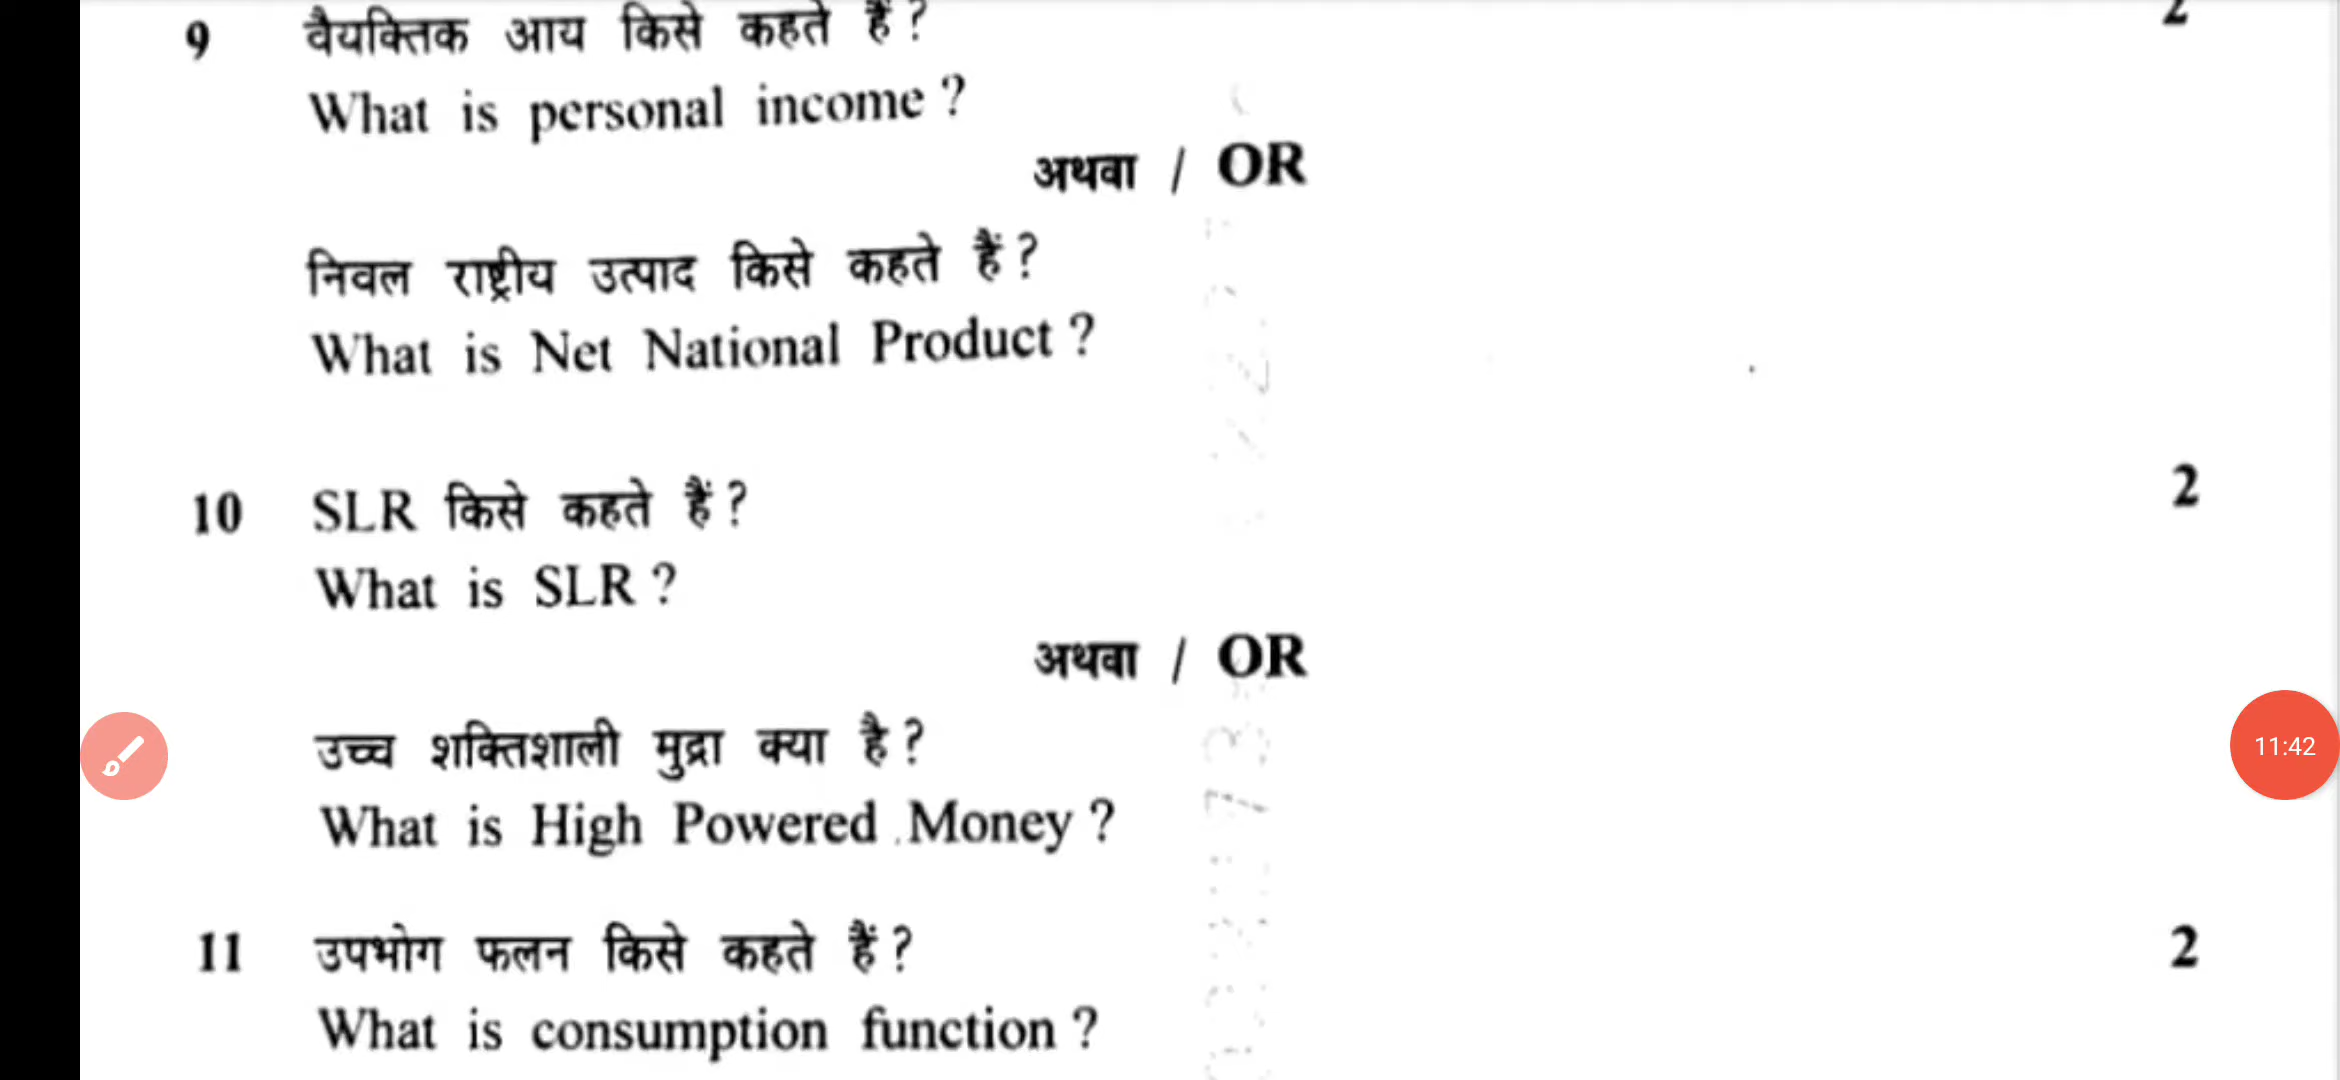 9 वैयक्तिक आय किसे कहते हैं ?
What is personal income ?
अथवा / OR
निवल राष्ट्रीय उत्पाद किसे कहते हैं ?
What is Net National Product ?
10 SLR किसे कहते हैं ? 2
What is SLR ?
अथवा / OR
उच्च शक्तिशाली मुद्रा क्या है ?
What is High Powered Money ?
11:42
11 उपभोग फलन किसे कहते हैं ? 2
What is consumption function ?